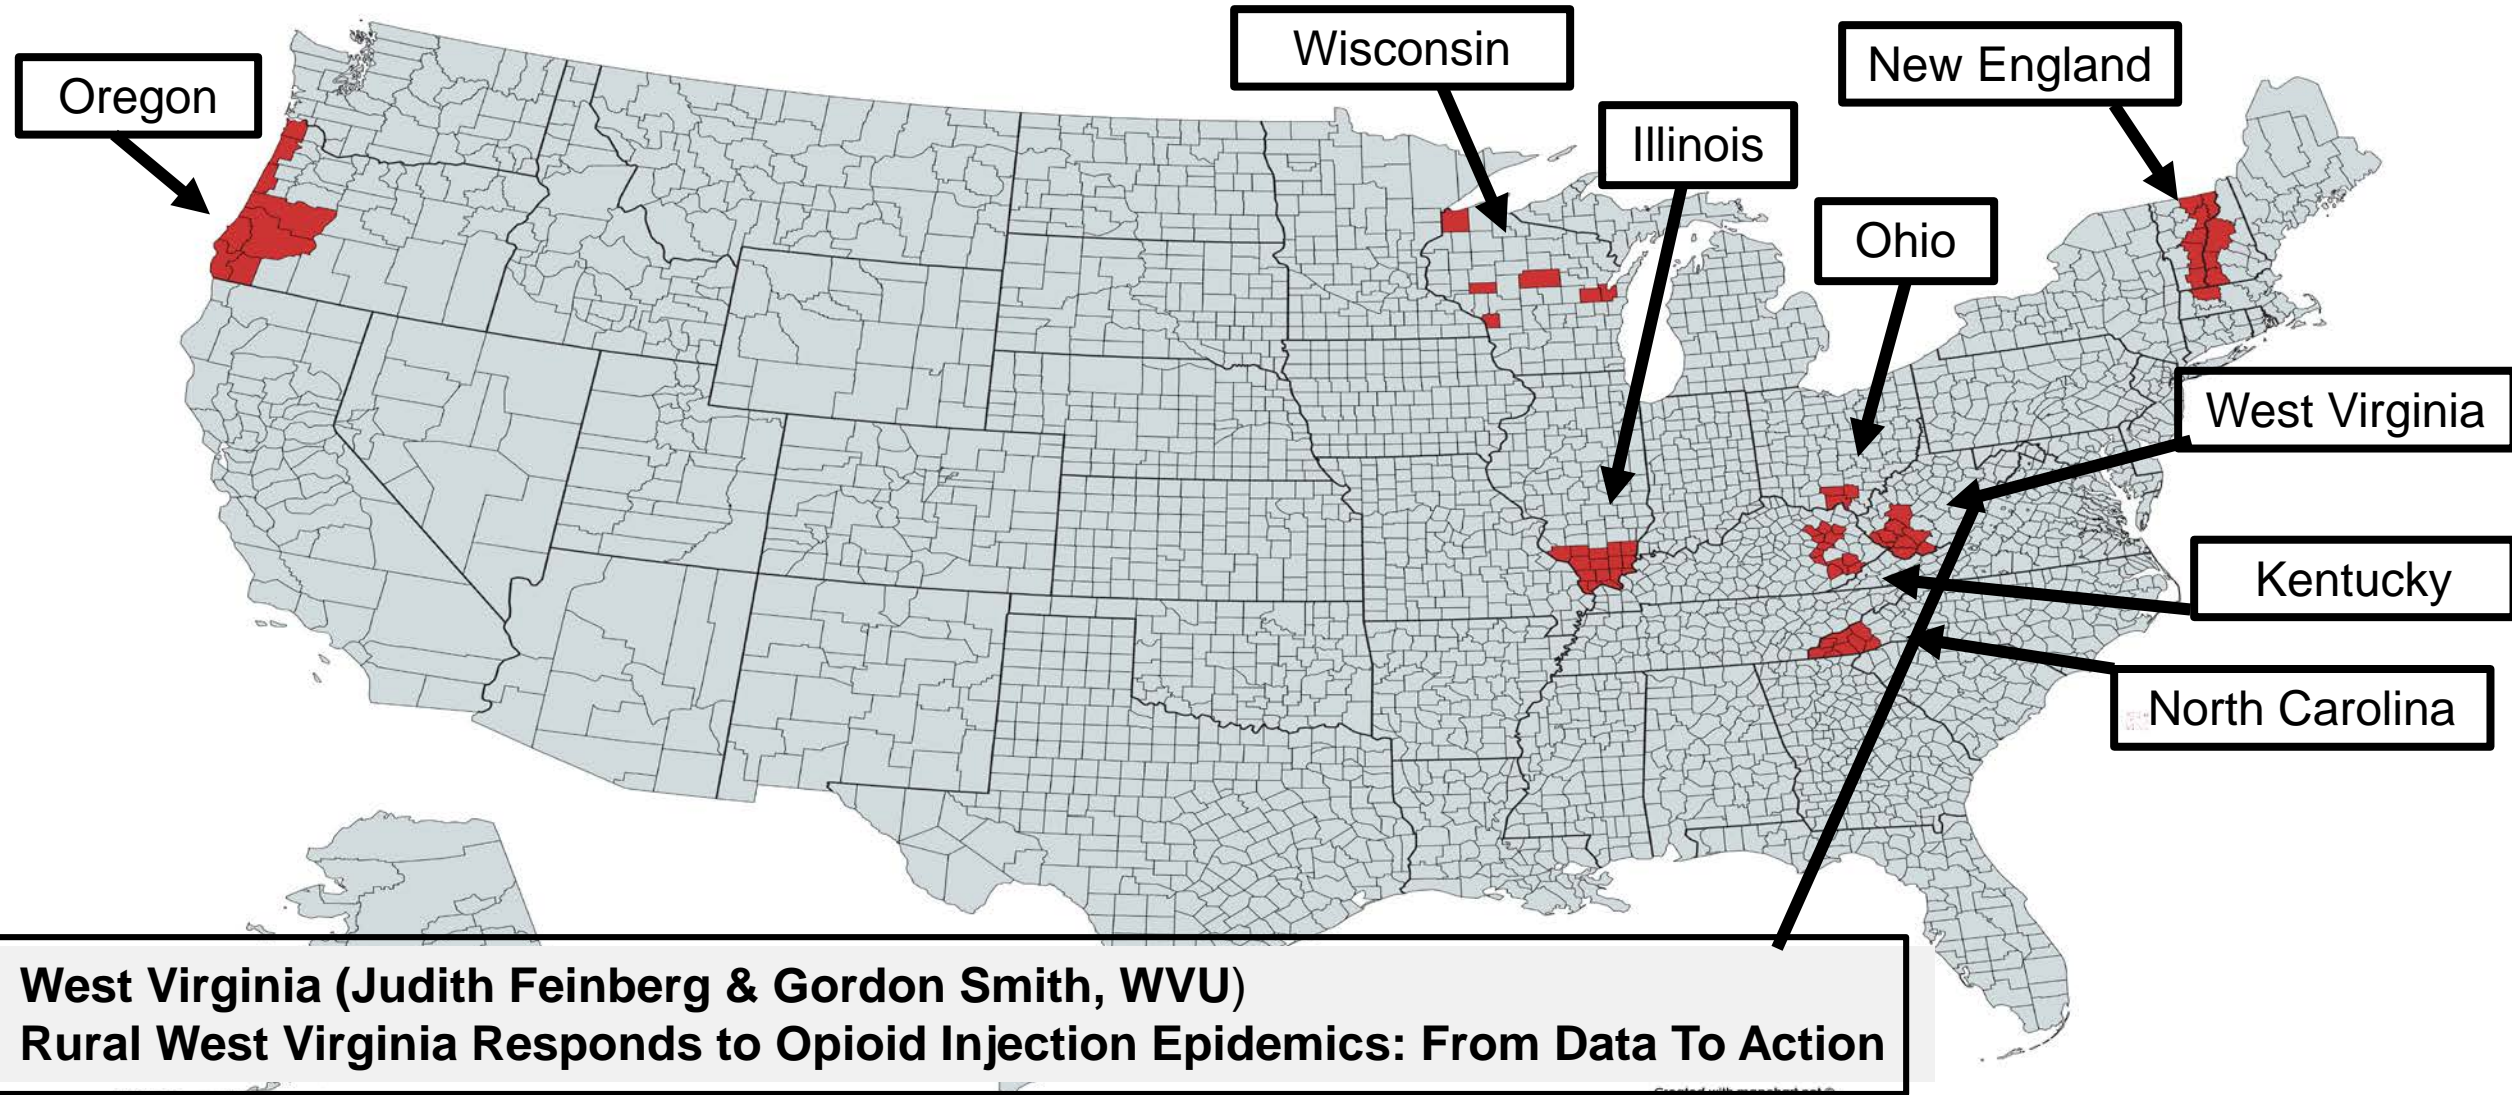 Wisconsin
New England
Oregon
Illinois
Ohio
West Virginia
Kentucky
North Carolina
West Virginia (Judith Feinberg & Gordon Smith, WVU)
Rural West Virginia Responds to Opioid Injection Epidemics: From Data To Action